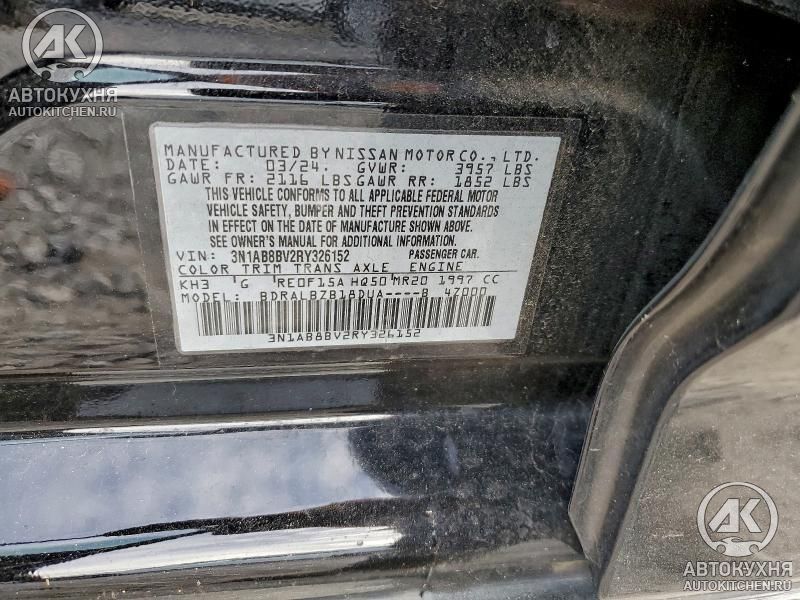 АК
АВТОКУХНЯ
AUTOKITCHEN.RU
MANUFACTURED BY NISSAN MOTOR CO., LTD.
DATE: 03/24. GVWR: 3957 LBS
GAWR FR: 2116 LBS GAWR RR: 1852 LBS
THIS VEHICLE CONFORMS TO ALL APPLICABLE FEDERAL MOTOR
VEHICLE SAFETY, BUMPER AND THEFT PREVENTION STANDARDS
IN EFFECT ON THE DATE OF MANUFACTURE SHOWN ABOVE.
SEE OWNER'S MANUAL FOR ADDITIONAL INFORMATION
VIN: 3N1AB8BV2RY326152 PASSENGER CAR.
COLOR TRIM TRANS AXLE ENGINE
KH3 G RE0F15A HQ50 MR20 1997 CC
MODEL: BDRALBZB18DUA----B 4Z000
3N1AB8BV2RY326152
АК
АВТОКУХНЯ
AUTOKITCHEN.RU